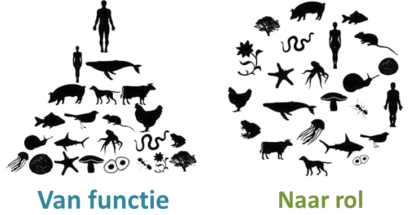 Van functie
Naar rol